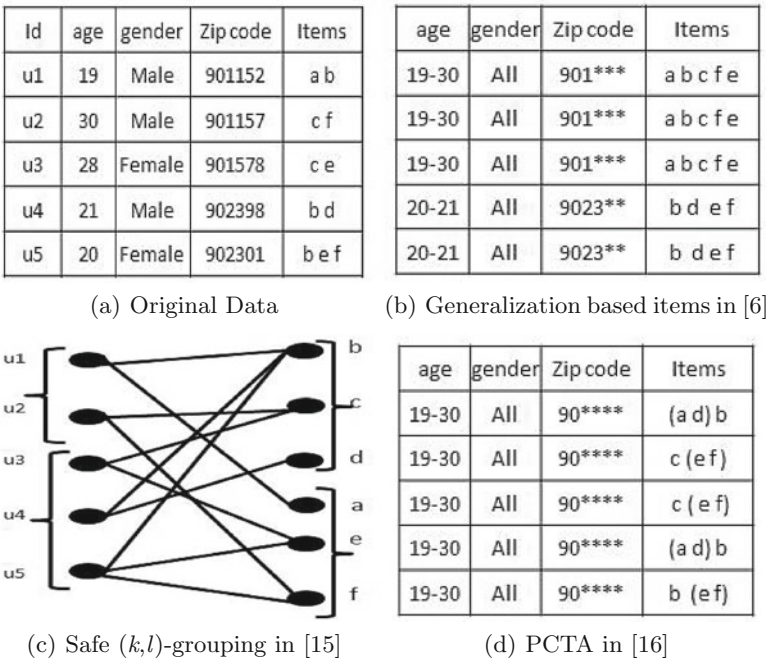 Id age gender Zip code Items
u1 19 Male 901152 a b
u2 30 Male 901157 c f
u3 28 Female 901578 c e
u4 21 Male 902398 b d
u5 20 Female 902301 b e f
(a) Original Data
age gender Zip code Items
19-30 All 901*** a b c f e
19-30 All 901*** a b c f e
19-30 All 901*** a b c f e
20-21 All 9023** b d e f
20-21 All 9023** b d e f
(b) Generalization based items in [6]
u1
u2
u3
u4
u5
b
c
d
a
e
f
(c) Safe (k,l)-grouping in [15]
age gender Zip code Items
19-30 All 90**** (a d) b
19-30 All 90**** c (e f)
19-30 All 90**** c (e f)
19-30 All 90**** (a d) b
19-30 All 90**** b (e f)
(d) PCTA in [16]